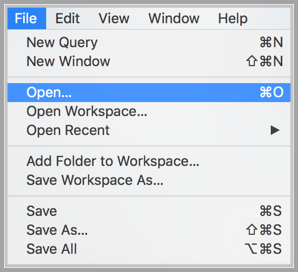 File Edit View Window Help
New Query ⌘N
New Window ⇧⌘N
Open... ⌘O
Open Workspace...
Open Recent ▶
Add Folder to Workspace...
Save Workspace As...
Save ⌘S
Save As... ⇧⌘S
Save All ⌥⌘S